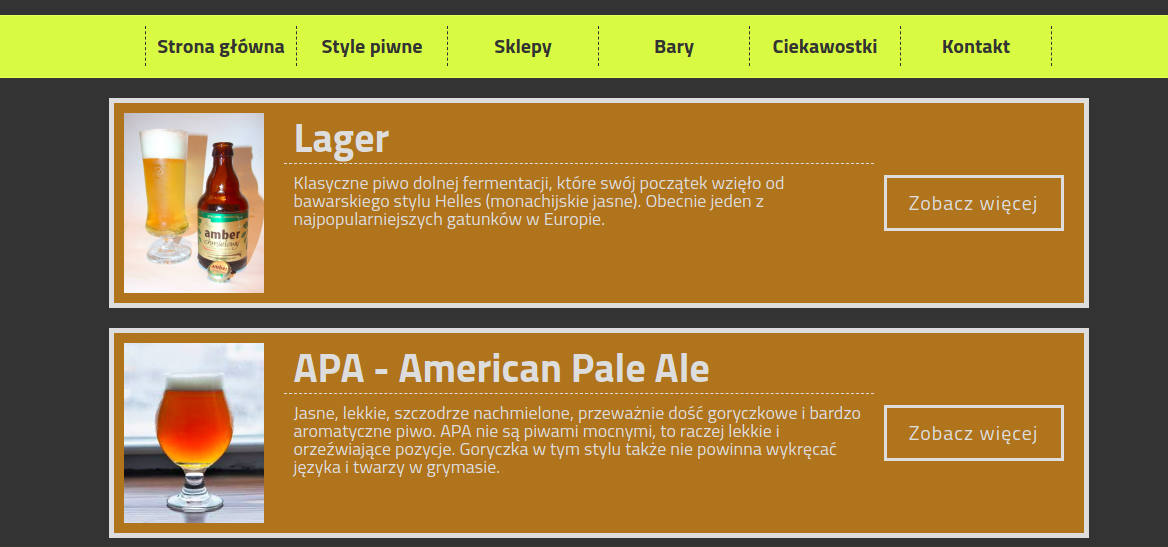 Strona główna Style piwne Sklepy Bary Ciekawostki Kontakt
Lager
Klasyczne piwo dolnej fermentacji, które swój początek wzięło od
bawarskiego stylu Helles (monachijskie jasne). Obecnie jeden z
najpopularniejszych gatunków w Europie.
Zobacz więcej
amber
chmielowy
APA - American Pale Ale
Jasne, lekkie, szczodrze nachmielone, przeważnie dość goryczkowe i bardzo
aromatyczne piwo. APA nie są piwami mocnymi, to raczej lekkie i
orzeźwiające pozycje. Goryczka w tym stylu także nie powinna wykręcać
języka i twarzy w grymasie.
Zobacz więcej